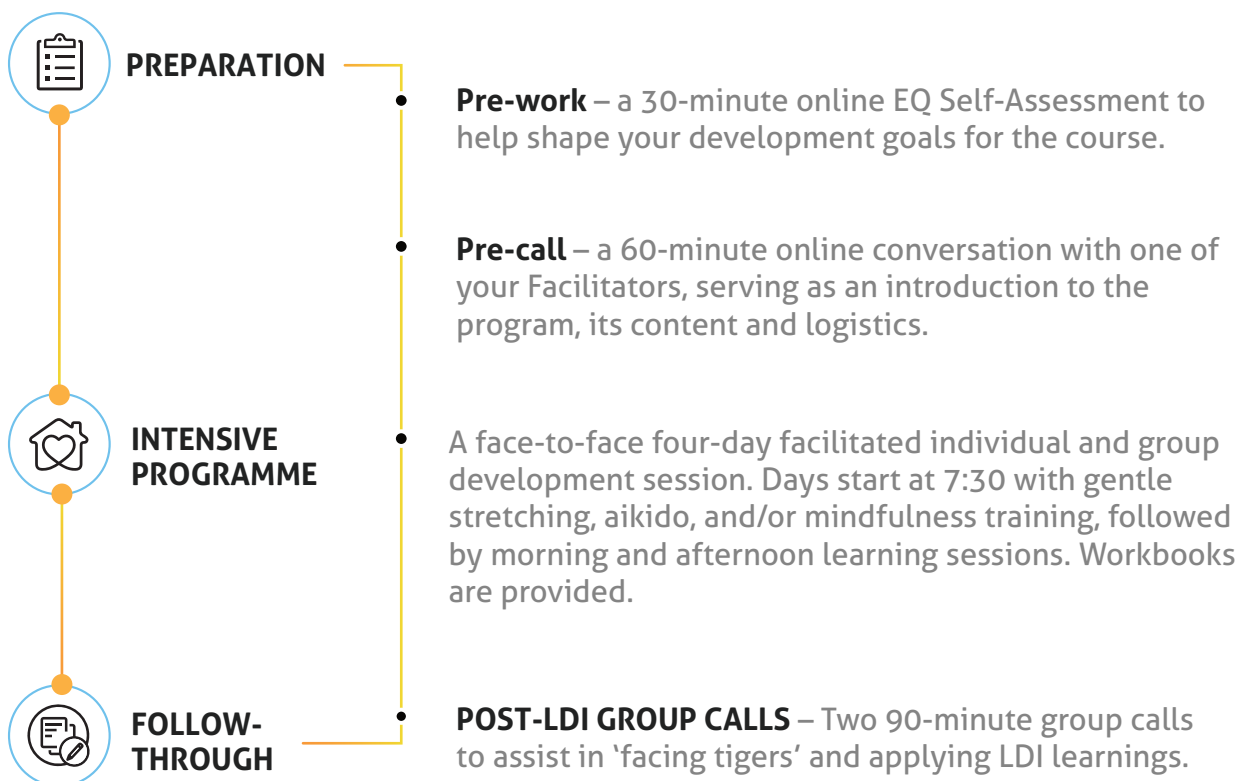 PREPARATION
Pre-work – a 30-minute online EQ Self-Assessment to
help shape your development goals for the course.
Pre-call – a 60-minute online conversation with one of
your Facilitators, serving as an introduction to the
program, its content and logistics.
INTENSIVE
PROGRAMME
A face-to-face four-day facilitated individual and group
development session. Days start at 7:30 with gentle
stretching, aikido, and/or mindfulness training, followed
by morning and afternoon learning sessions. Workbooks
are provided.
FOLLOW-
THROUGH
POST-LDI GROUP CALLS – Two 90-minute group calls
to assist in ‘facing tigers’ and applying LDI learnings.